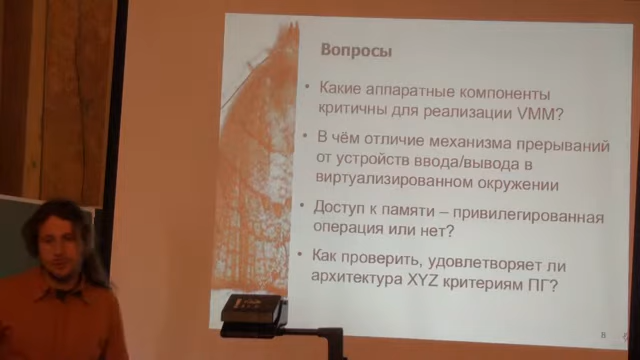 Вопросы
• Какие аппаратные компоненты
критичны для реализации VMM?
• В чём отличие механизма прерываний
от устройств ввода/вывода в
виртуализированном окружении
• Доступ к памяти – привилегированная
операция или нет?
• Как проверить, удовлетворяет ли
архитектура XYZ критериям ПГ?
8